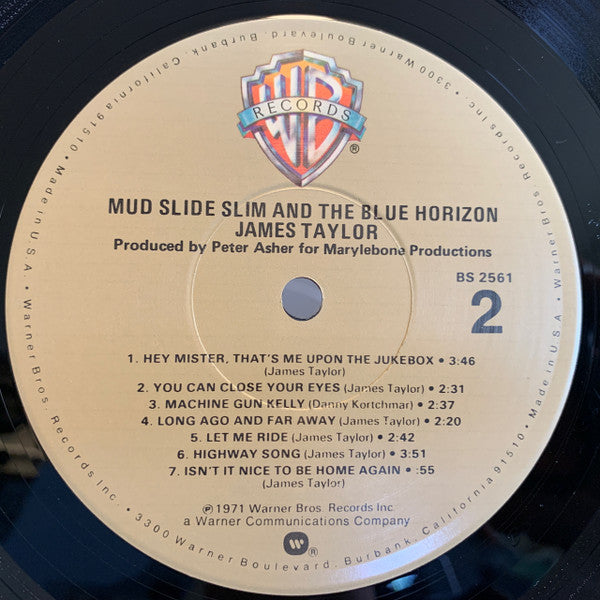 WB
RECORDS
®
MUD SLIDE SLIM AND THE BLUE HORIZON
JAMES TAYLOR
Produced by Peter Asher for Marylebone Productions
BS 2561
2
1. HEY MISTER, THAT'S ME UPON THE JUKEBOX • 3:46
(James Taylor)
2. YOU CAN CLOSE YOUR EYES (James Taylor) • 2:31
3. MACHINE GUN KELLY (Danny Kortchmar) • 2:37
4. LONG AGO AND FAR AWAY (James Taylor) • 2:20
5. LET ME RIDE (James Taylor) • 2:42
6. HIGHWAY SONG (James Taylor) • 3:51
7. ISN'T IT NICE TO BE HOME AGAIN • :55
(James Taylor)
℗ 1971 Warner Bros. Records Inc.
a Warner Communications Company
®
Warner Bros. Records Inc. • 3300 Warner Boulevard, Burbank, California 91510 • Made in U.S.A. • Warner Bros. Records Inc. • 3300 Warner Boulevard, Burbank, California 91510 • Made in U.S.A. •